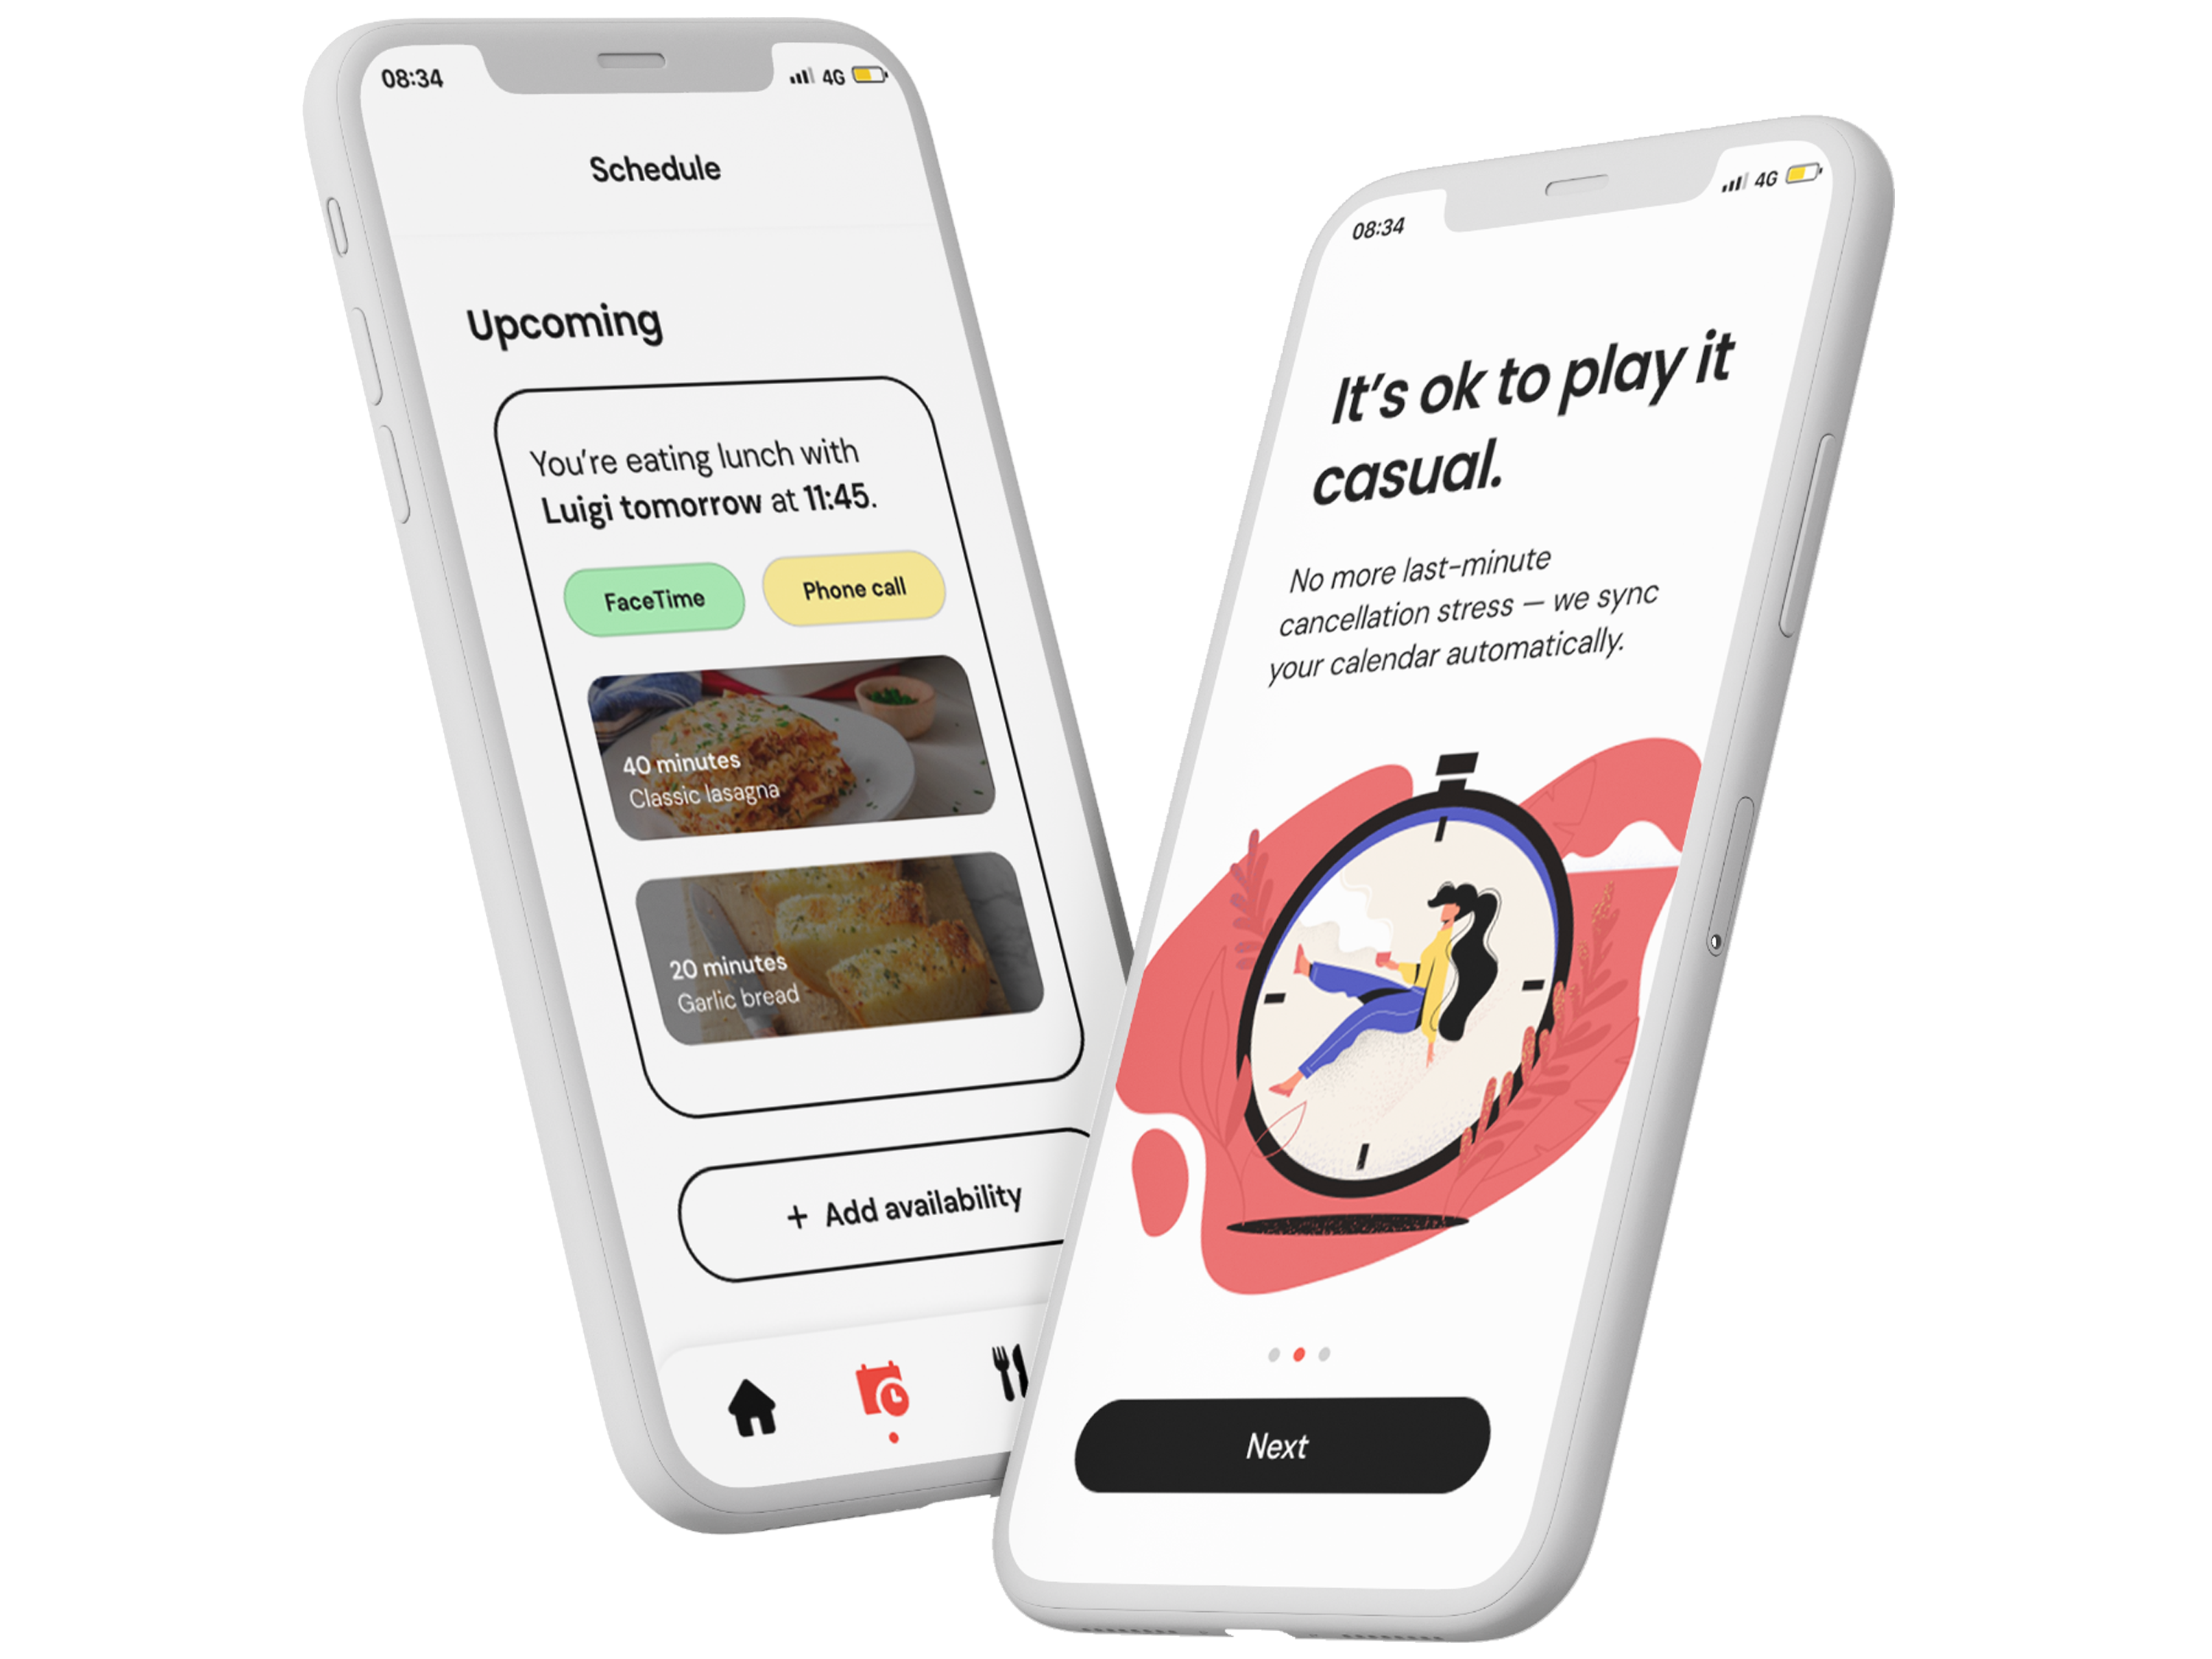 08:34
4G
Schedule
Upcoming
You're eating lunch with
Luigi tomorrow at 11:45.
FaceTime
Phone call
40 minutes
Classic lasagna
20 minutes
Garlic bread
+ Add availability
08:34
4G
It's ok to play it
casual.
No more last-minute
cancellation stress — we sync
your calendar automatically.
Next